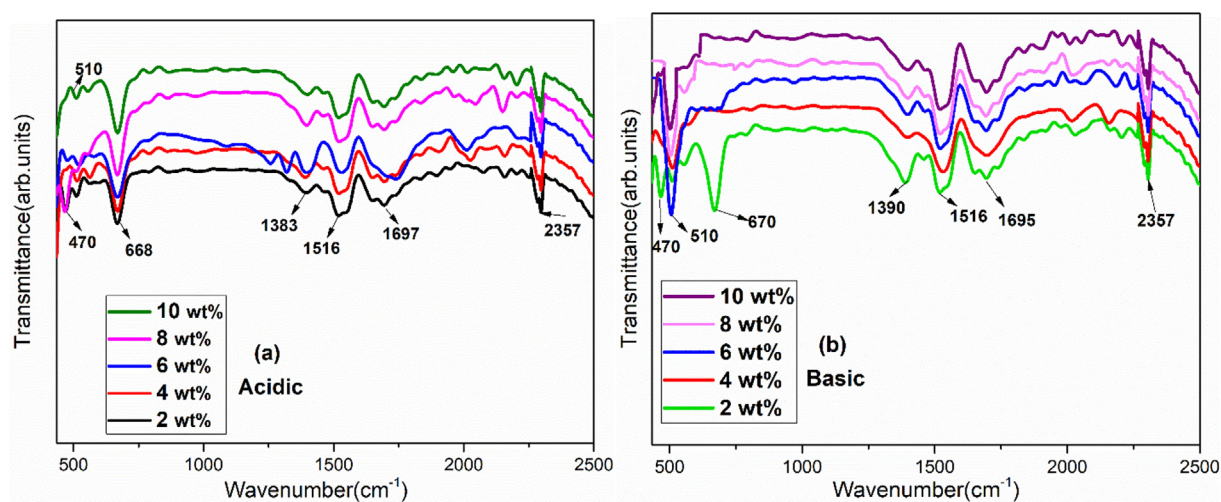 Transmittance(arb.units)
510
470
668
1383
1516
1697
2357
10 wt%
8 wt%
6 wt%
4 wt%
2 wt%
(a)
Acidic
500
1000
1500
2000
2500
Wavenumber(cm⁻¹)
Transmittance(arb.units)
470
510
670
1390
1516
1695
2357
10 wt%
8 wt%
6 wt%
4 wt%
2 wt%
(b)
Basic
500
1000
1500
2000
2500
Wavenumber(cm⁻¹)